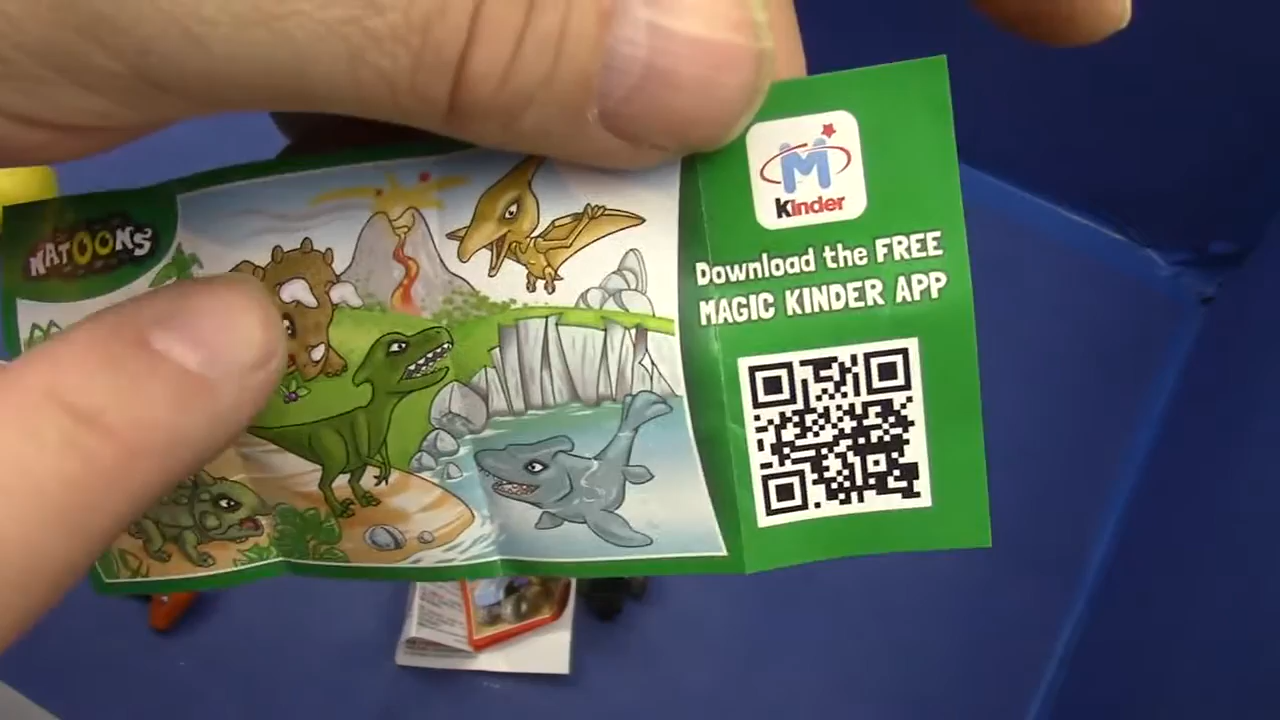 NATOONS
M
kinder
Download the FREE
MAGIC KINDER APP